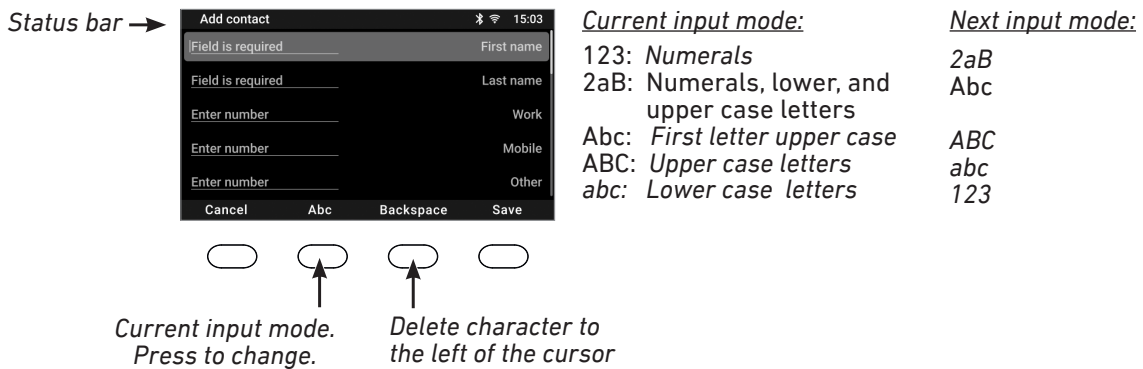 Status bar
Add contact 15:03
Field is required First name
Field is required Last name
Enter number Work
Enter number Mobile
Enter number Other
Cancel Abc Backspace Save
Current input mode.
Press to change.
Delete character to
the left of the cursor
Current input mode: Next input mode:
123: Numerals 2aB
2aB: Numerals, lower, and Abc
upper case letters
Abc: First letter upper case ABC
ABC: Upper case letters abc
abc: Lower case letters 123